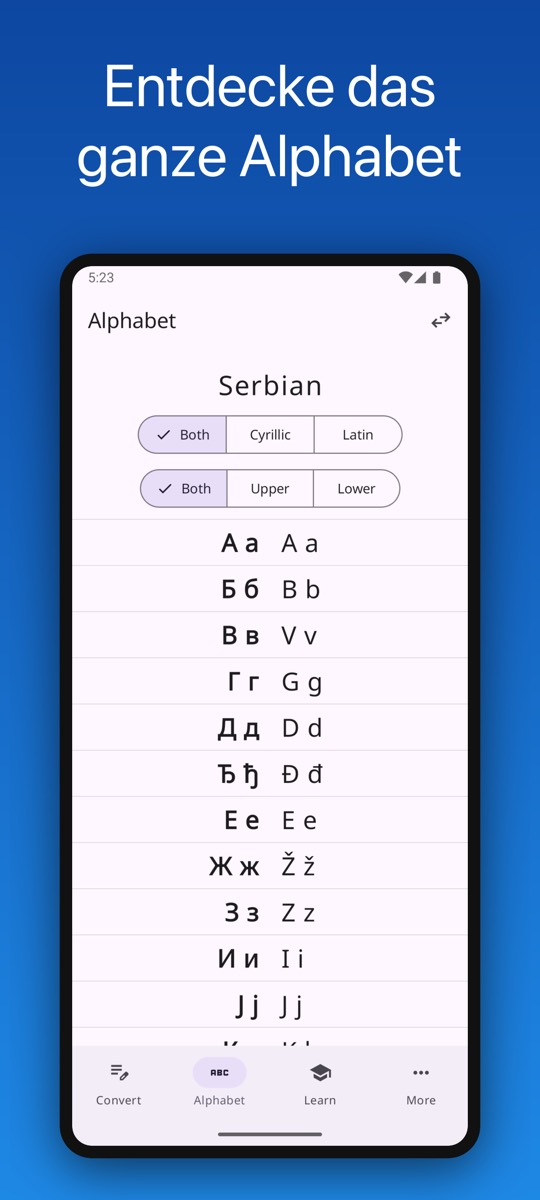 Entdecke das
ganze Alphabet
5:23
Alphabet
Serbian
Both Cyrillic Latin
Both Upper Lower
А а A a
Б б B b
В в V v
Г г G g
Д д D d
Ђ ђ Đ đ
Е е E e
Ж ж Ž ž
З з Z z
И и I i
Ј ј J j
ABC
Convert Alphabet Learn More